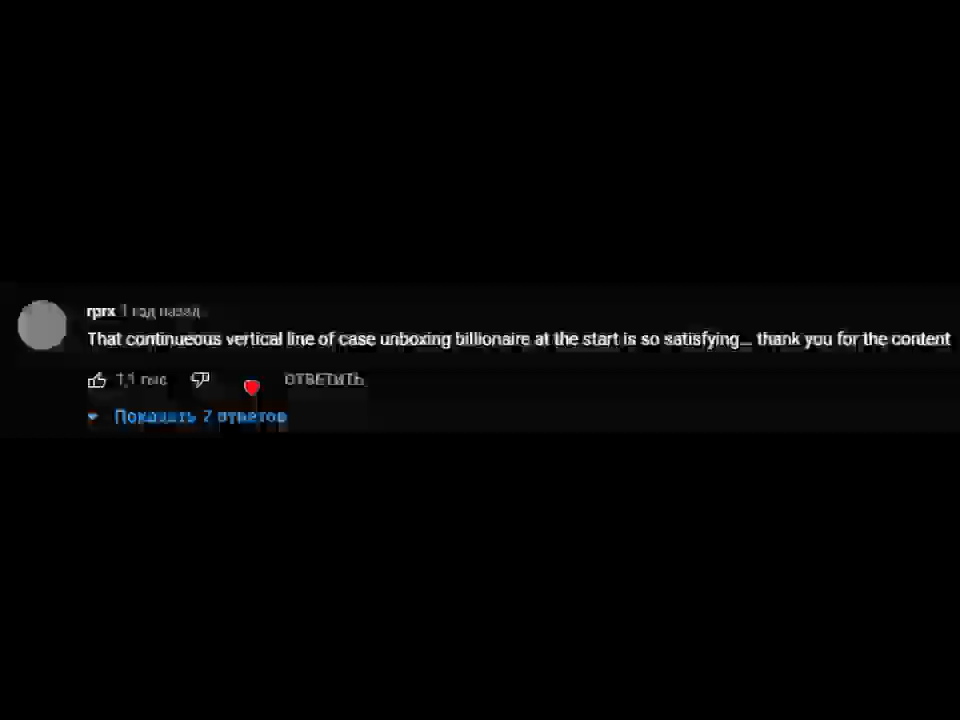 rprx 1 год назад
That continueous vertical line of case unboxing billionaire at the start is so satisfying... thank you for the content
1,1 тыс. ОТВЕТИТЬ
Показать 7 ответов